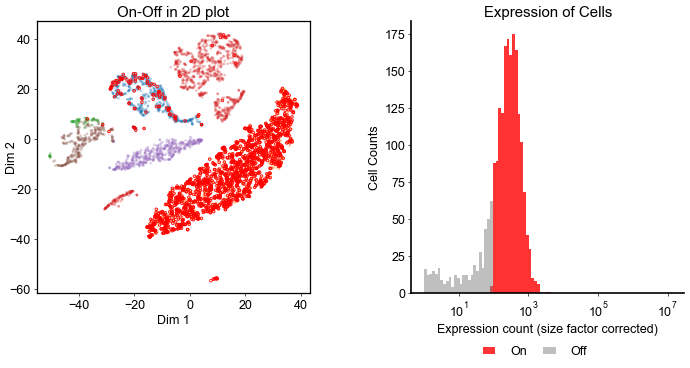 On-Off in 2D plot
40
20
0
−20
−40
−60
Dim 2
−40 −20 0 20 40
Dim 1
Expression of Cells
175
150
125
100
75
50
25
0
Cell Counts
10^1 10^3 10^5 10^7
Expression count (size factor corrected)
On Off